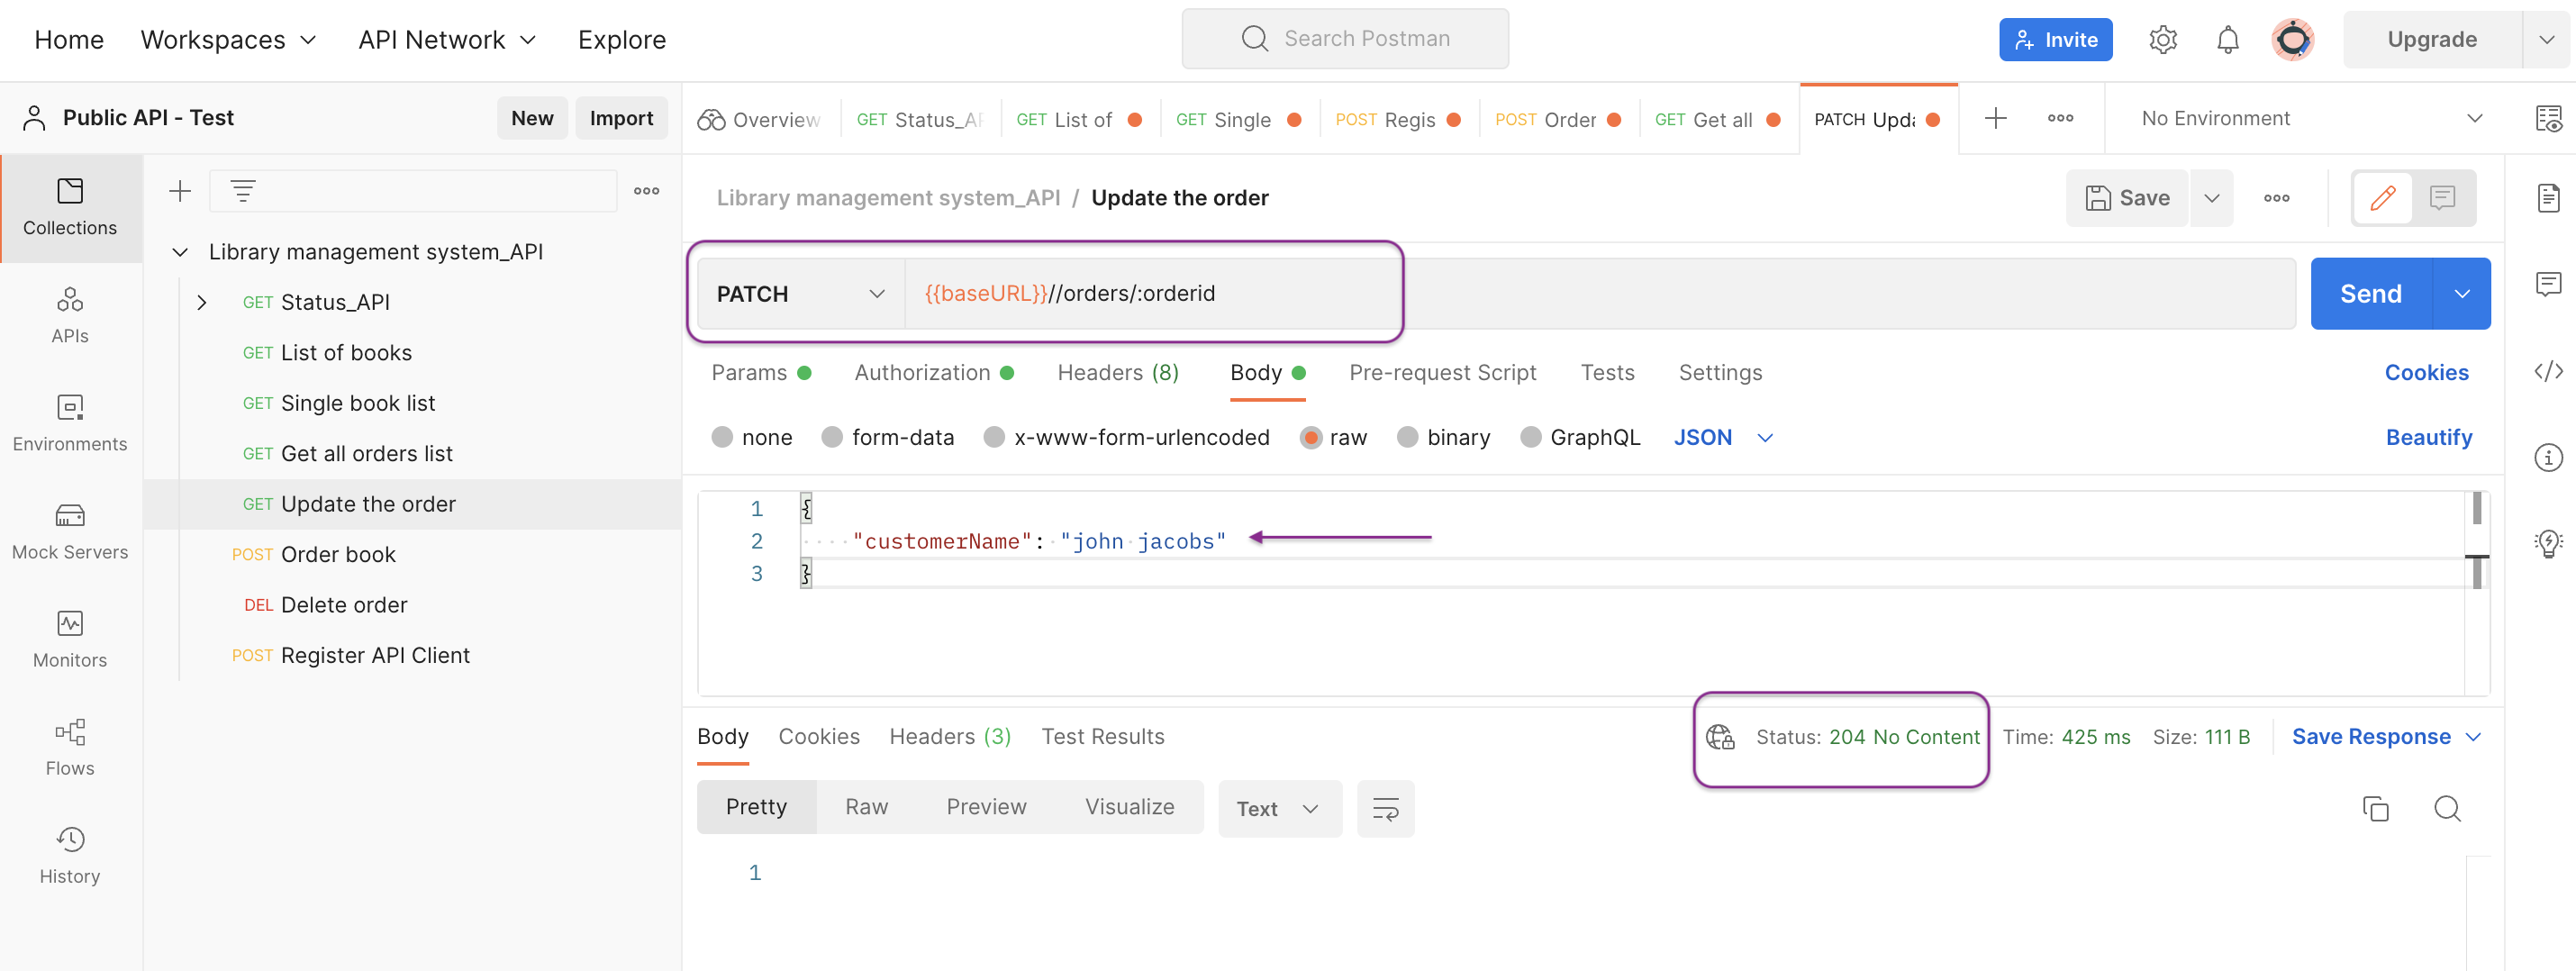 Home Workspaces API Network Explore Search Postman Invite Upgrade
Public API - Test New Import
Overview GET Status_AP GET List of GET Single POST Regis POST Order GET Get all PATCH Upda No Environment
Collections
APIs
Environments
Mock Servers
Monitors
Flows
History
Library management system_API
GET Status_API
GET List of books
GET Single book list
GET Get all orders list
GET Update the order
POST Order book
DEL Delete order
POST Register API Client
Library management system_API / Update the order Save
PATCH {{baseURL}}//orders/:orderid Send
Params Authorization Headers (8) Body Pre-request Script Tests Settings Cookies
none form-data x-www-form-urlencoded raw binary GraphQL JSON Beautify
1 {
2 "customerName": "john jacobs"
3 }
Body Cookies Headers (3) Test Results Status: 204 No Content Time: 425 ms Size: 111 B Save Response
Pretty Raw Preview Visualize Text
1